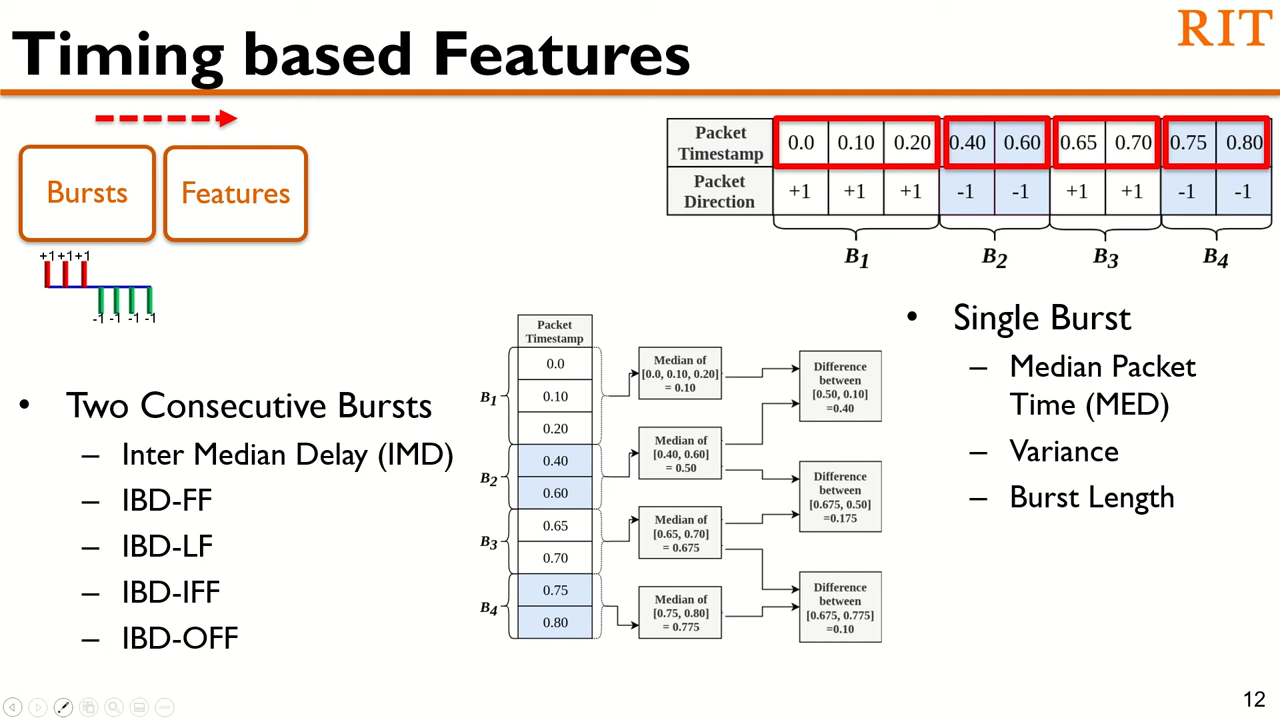 Timing based Features
RIT
Bursts
Features
+1+1+1
-1 -1 -1 -1
Packet
Timestamp
0.0 0.10 0.20 0.40 0.60 0.65 0.70 0.75 0.80
Packet
Direction
+1 +1 +1 -1 -1 +1 +1 -1 -1
B1 B2 B3 B4
• Two Consecutive Bursts
– Inter Median Delay (IMD)
– IBD-FF
– IBD-LF
– IBD-IFF
– IBD-OFF
Packet
Timestamp
B1
0.0
0.10
0.20
B2
0.40
0.60
B3
0.65
0.70
B4
0.75
0.80
Median of
[0.0, 0.10, 0.20]
= 0.10
Median of
[0.40, 0.60]
= 0.50
Median of
[0.65, 0.70]
= 0.675
Median of
[0.75, 0.80]
= 0.775
Difference
between
[0.50, 0.10]
=0.40
Difference
between
[0.675, 0.50]
=0.175
Difference
between
[0.675, 0.775]
=0.10
• Single Burst
– Median Packet
Time (MED)
– Variance
– Burst Length
12